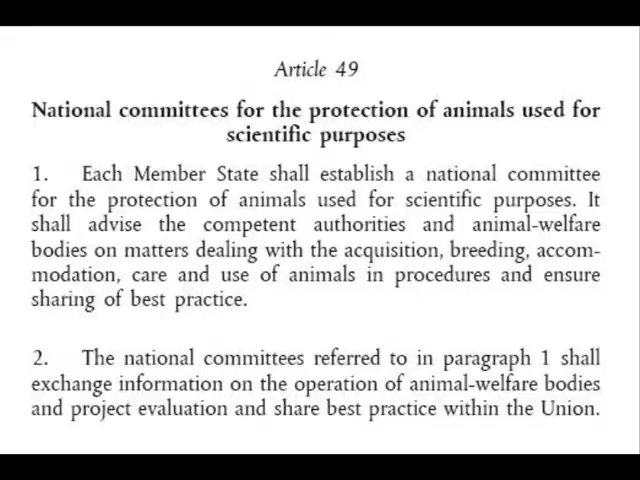 Article 49
National committees for the protection of animals used for
scientific purposes
1. Each Member State shall establish a national committee
for the protection of animals used for scientific purposes. It
shall advise the competent authorities and animal-welfare
bodies on matters dealing with the acquisition, breeding, accom-
modation, care and use of animals in procedures and ensure
sharing of best practice.
2. The national committees referred to in paragraph 1 shall
exchange information on the operation of animal-welfare bodies
and project evaluation and share best practice within the Union.